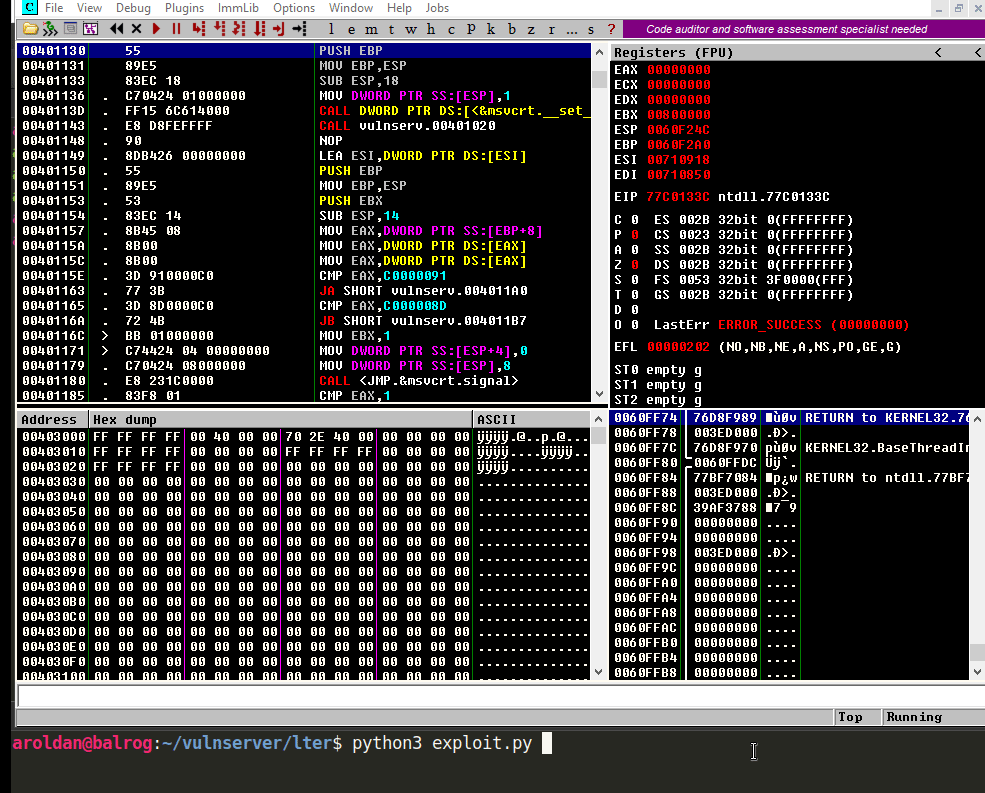 C File View Debug Plugins ImmLib Options Window Help Jobs
l e m t w h c P k b z r ... s ? Code auditor and software assessment specialist needed
00401130 55 PUSH EBP
00401131 89E5 MOV EBP,ESP
00401133 83EC 18 SUB ESP,18
00401136 . C70424 01000000 MOV DWORD PTR SS:[ESP],1
0040113D . FF15 6C614000 CALL DWORD PTR DS:[<&msvcrt.__set_
00401143 . E8 D8FEFFFF CALL vulnserv.00401020
00401148 . 90 NOP
00401149 . 8DB426 00000000 LEA ESI,DWORD PTR DS:[ESI]
00401150 . 55 PUSH EBP
00401151 . 89E5 MOV EBP,ESP
00401153 . 53 PUSH EBX
00401154 . 83EC 14 SUB ESP,14
00401157 . 8B45 08 MOV EAX,DWORD PTR SS:[EBP+8]
0040115A . 8B00 MOV EAX,DWORD PTR DS:[EAX]
0040115C . 8B00 MOV EAX,DWORD PTR DS:[EAX]
0040115E . 3D 910000C0 CMP EAX,C0000091
00401163 . 77 3B JA SHORT vulnserv.004011A0
00401165 . 3D 8D0000C0 CMP EAX,C000008D
0040116A . 72 4B JB SHORT vulnserv.004011B7
0040116C > BB 01000000 MOV EBX,1
00401171 > C74424 04 00000000 MOV DWORD PTR SS:[ESP+4],0
00401179 . C70424 08000000 MOV DWORD PTR SS:[ESP],8
00401180 . E8 231C0000 CALL <JMP.&msvcrt.signal>
00401185 . 83F8 01 CMP EAX,1
Registers (FPU) < <
EAX 00000000
ECX 00000000
EDX 00000000
EBX 00800000
ESP 0060F24C
EBP 0060F2A0
ESI 00710918
EDI 00710850
EIP 77C0133C ntdll.77C0133C
C 0 ES 002B 32bit 0(FFFFFFFF)
P 0 CS 0023 32bit 0(FFFFFFFF)
A 0 SS 002B 32bit 0(FFFFFFFF)
Z 0 DS 002B 32bit 0(FFFFFFFF)
S 0 FS 0053 32bit 3F0000(FFF)
T 0 GS 002B 32bit 0(FFFFFFFF)
D 0
O 0 LastErr ERROR_SUCCESS (00000000)
EFL 00000202 (NO,NB,NE,A,NS,PO,GE,G)
ST0 empty g
ST1 empty g
ST2 empty g
Address Hex dump ASCII
00403000 FF FF FF FF 00 40 00 00 70 2E 40 00 00 00 00 00 ÿÿÿÿ.@..p.@.....
00403010 FF FF FF FF 00 00 00 00 FF FF FF FF 00 00 00 00 ÿÿÿÿ....ÿÿÿÿ....
00403020 FF FF FF FF 00 00 00 00 00 00 00 00 00 00 00 00 ÿÿÿÿ............
00403030 00 00 00 00 00 00 00 00 00 00 00 00 00 00 00 00 ................
00403040 00 00 00 00 00 00 00 00 00 00 00 00 00 00 00 00 ................
00403050 00 00 00 00 00 00 00 00 00 00 00 00 00 00 00 00 ................
00403060 00 00 00 00 00 00 00 00 00 00 00 00 00 00 00 00 ................
00403070 00 00 00 00 00 00 00 00 00 00 00 00 00 00 00 00 ................
00403080 00 00 00 00 00 00 00 00 00 00 00 00 00 00 00 00 ................
00403090 00 00 00 00 00 00 00 00 00 00 00 00 00 00 00 00 ................
004030A0 00 00 00 00 00 00 00 00 00 00 00 00 00 00 00 00 ................
004030B0 00 00 00 00 00 00 00 00 00 00 00 00 00 00 00 00 ................
004030C0 00 00 00 00 00 00 00 00 00 00 00 00 00 00 00 00 ................
004030D0 00 00 00 00 00 00 00 00 00 00 00 00 00 00 00 00 ................
004030E0 00 00 00 00 00 00 00 00 00 00 00 00 00 00 00 00 ................
004030F0 00 00 00 00 00 00 00 00 00 00 00 00 00 00 00 00 ................
00403100 00 00 00 00 00 00 00 00 00 00 00 00 00 00 00 00 ................
0060FF74 76D8F989 RETURN to KERNEL32.76
0060FF78 003ED000 .Ð>.
0060FF7C 76D8F970 pùØv KERNEL32.BaseThreadIn
0060FF80 0060FFDC Üÿ`.
0060FF84 77BF7084 RETURN to ntdll.77BF7
0060FF88 003ED000 .Ð>.
0060FF8C 39AF3788
0060FF90 00000000 ....
0060FF94 00000000 ....
0060FF98 003ED000 .Ð>.
0060FF9C 00000000 ....
0060FFA0 00000000 ....
0060FFA4 00000000 ....
0060FFA8 00000000 ....
0060FFAC 00000000 ....
0060FFB0 00000000 ....
0060FFB4 00000000 ....
0060FFB8 00000000 ....
Top Running
aroldan@balrog:~/vulnserver/lter$ python3 exploit.py